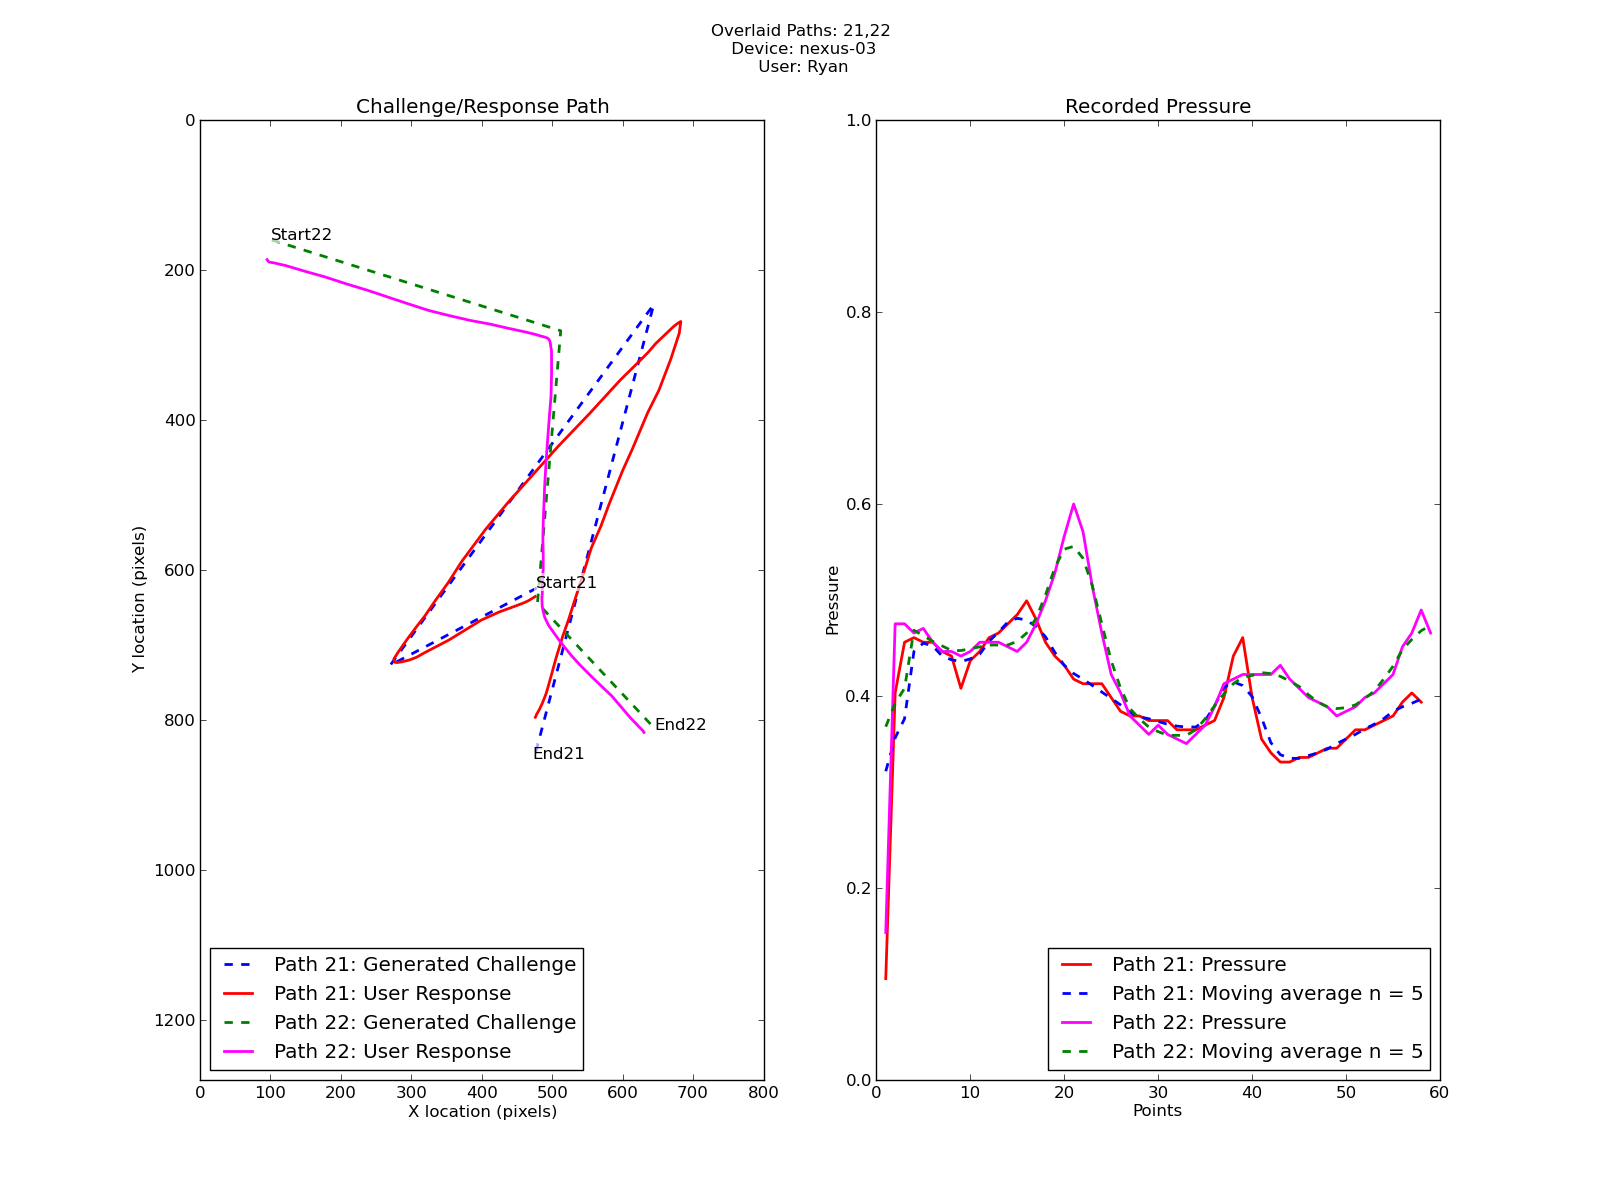 Overlaid Paths: 21,22
Device: nexus-03
User: Ryan
Challenge/Response Path
0
200
400
600
800
1000
1200
Y location (pixels)
Start22
Start21
End22
End21
Path 21: Generated Challenge
Path 21: User Response
Path 22: Generated Challenge
Path 22: User Response
0 100 200 300 400 500 600 700 800
X location (pixels)
Recorded Pressure
1.0
0.8
0.6
0.4
0.2
0.0
Pressure
Path 21: Pressure
Path 21: Moving average n = 5
Path 22: Pressure
Path 22: Moving average n = 5
0 10 20 30 40 50 60
Points